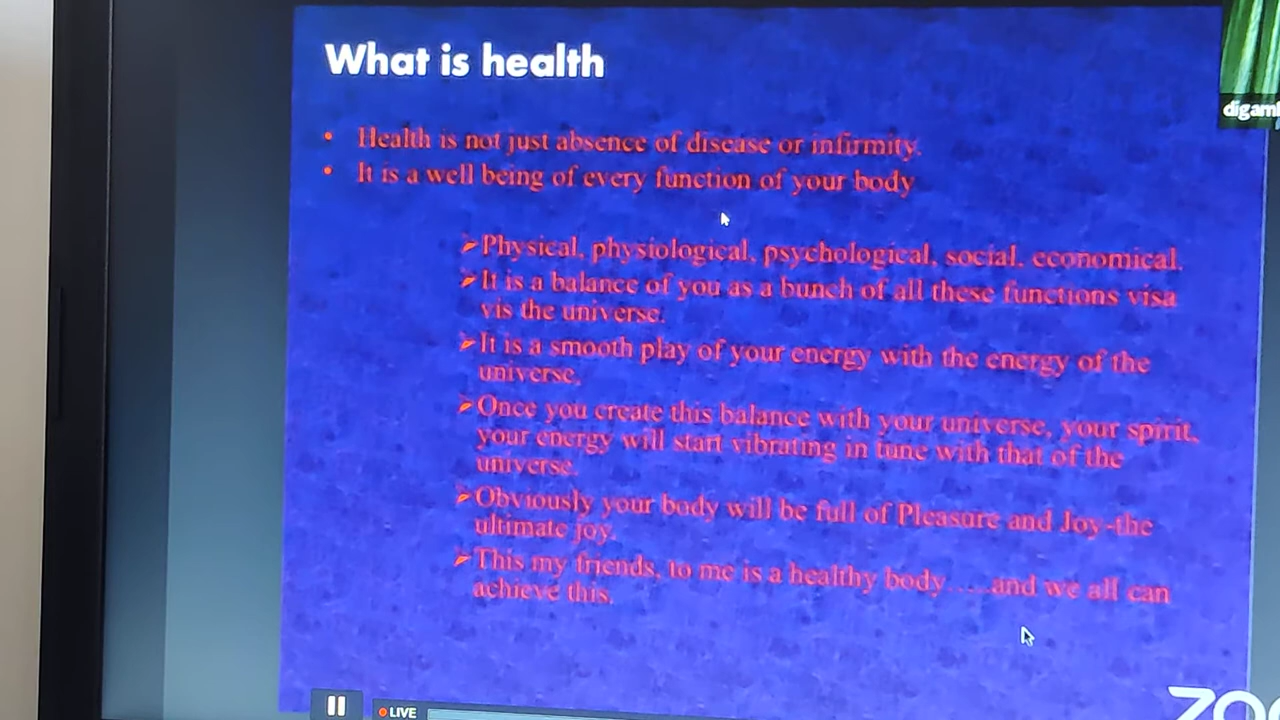 What is health
• Health is not just absence of disease or infirmity.
• It is a well being of every function of your body
➢Physical, physiological, psychological, social, economical.
➢It is a balance of you as a bunch of all these functions visa
vis the universe.
➢It is a smooth play of your energy with the energy of the
universe.
➢Once you create this balance with your universe, your spirit,
your energy will start vibrating in tune with that of the
universe.
➢Obviously your body will be full of Pleasure and Joy-the
ultimate joy.
➢This my friends, to me is a healthy body.....and we all can
achieve this.
LIVE